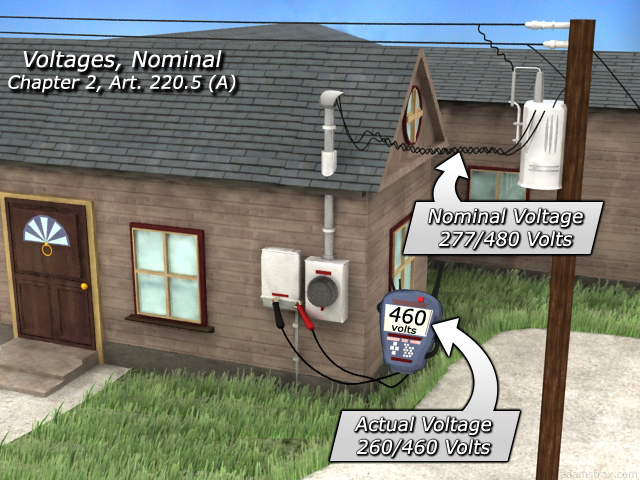 Voltages, Nominal
Chapter 2, Art. 220.5 (A)
Nominal Voltage
277/480 Volts
460
volts
Actual Voltage
260/460 Volts